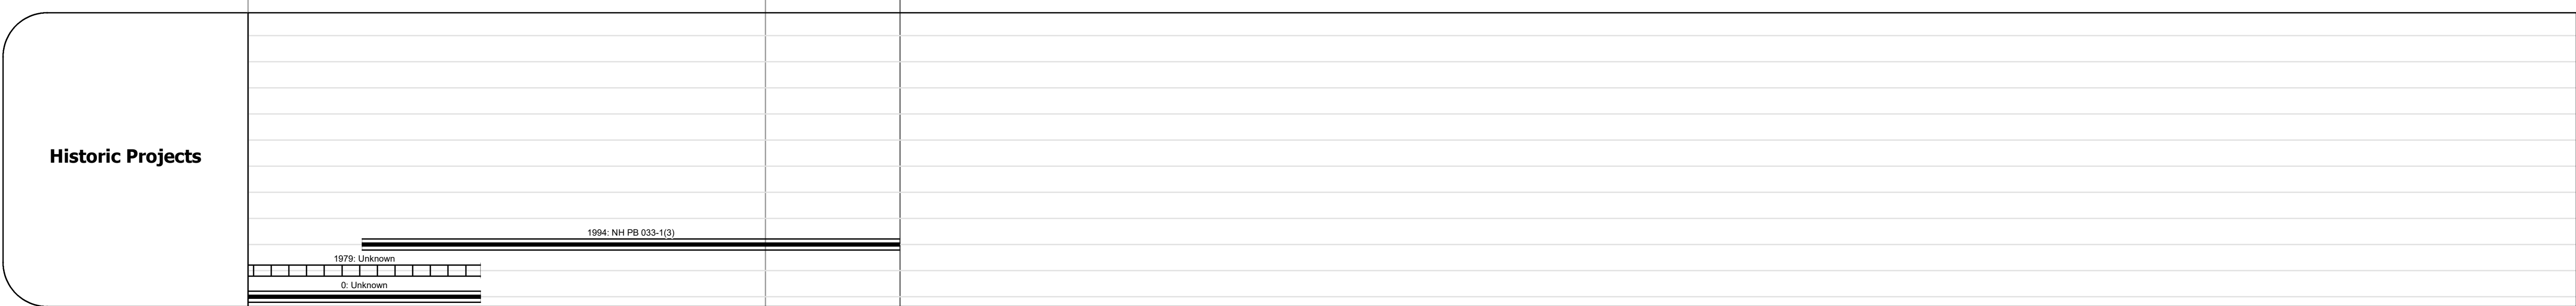 Historic Projects
1994: NH PB 033-1(3)
1979: Unknown
0: Unknown